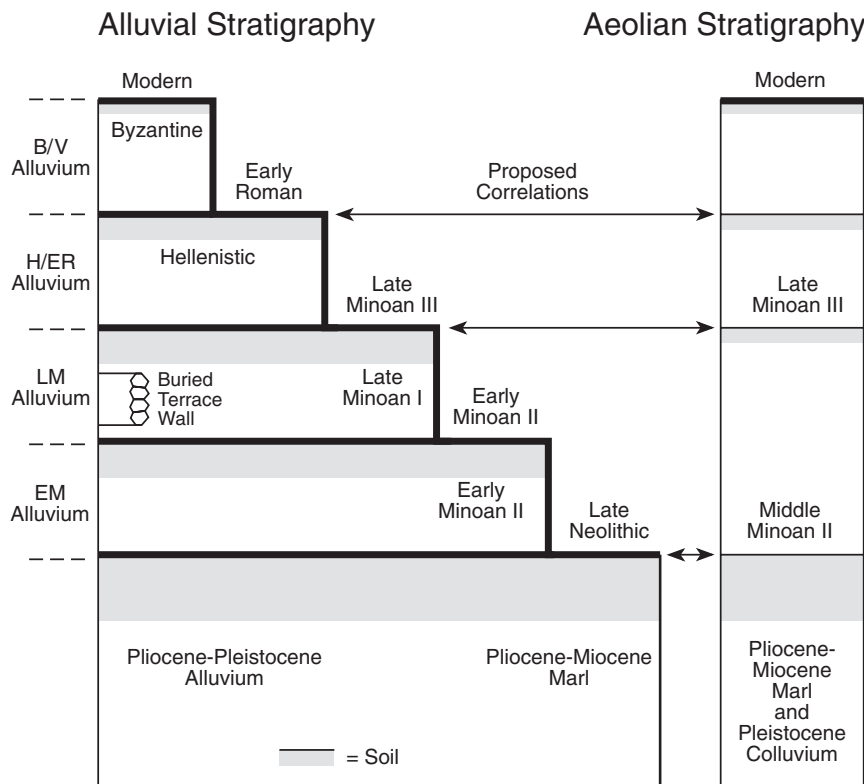 Alluvial Stratigraphy
Aeolian Stratigraphy
Modern
Modern
B/V
Alluvium
Byzantine
Early
Roman
Proposed
Correlations
H/ER
Alluvium
Hellenistic
Late
Minoan III
Late
Minoan III
LM
Alluvium
Buried
Terrace
Wall
Late
Minoan I
Early
Minoan II
EM
Alluvium
Early
Minoan II
Late
Neolithic
Middle
Minoan II
Pliocene-Pleistocene
Alluvium
Pliocene-Miocene
Marl
Pliocene-
Miocene
Marl
and
Pleistocene
Colluvium
= Soil